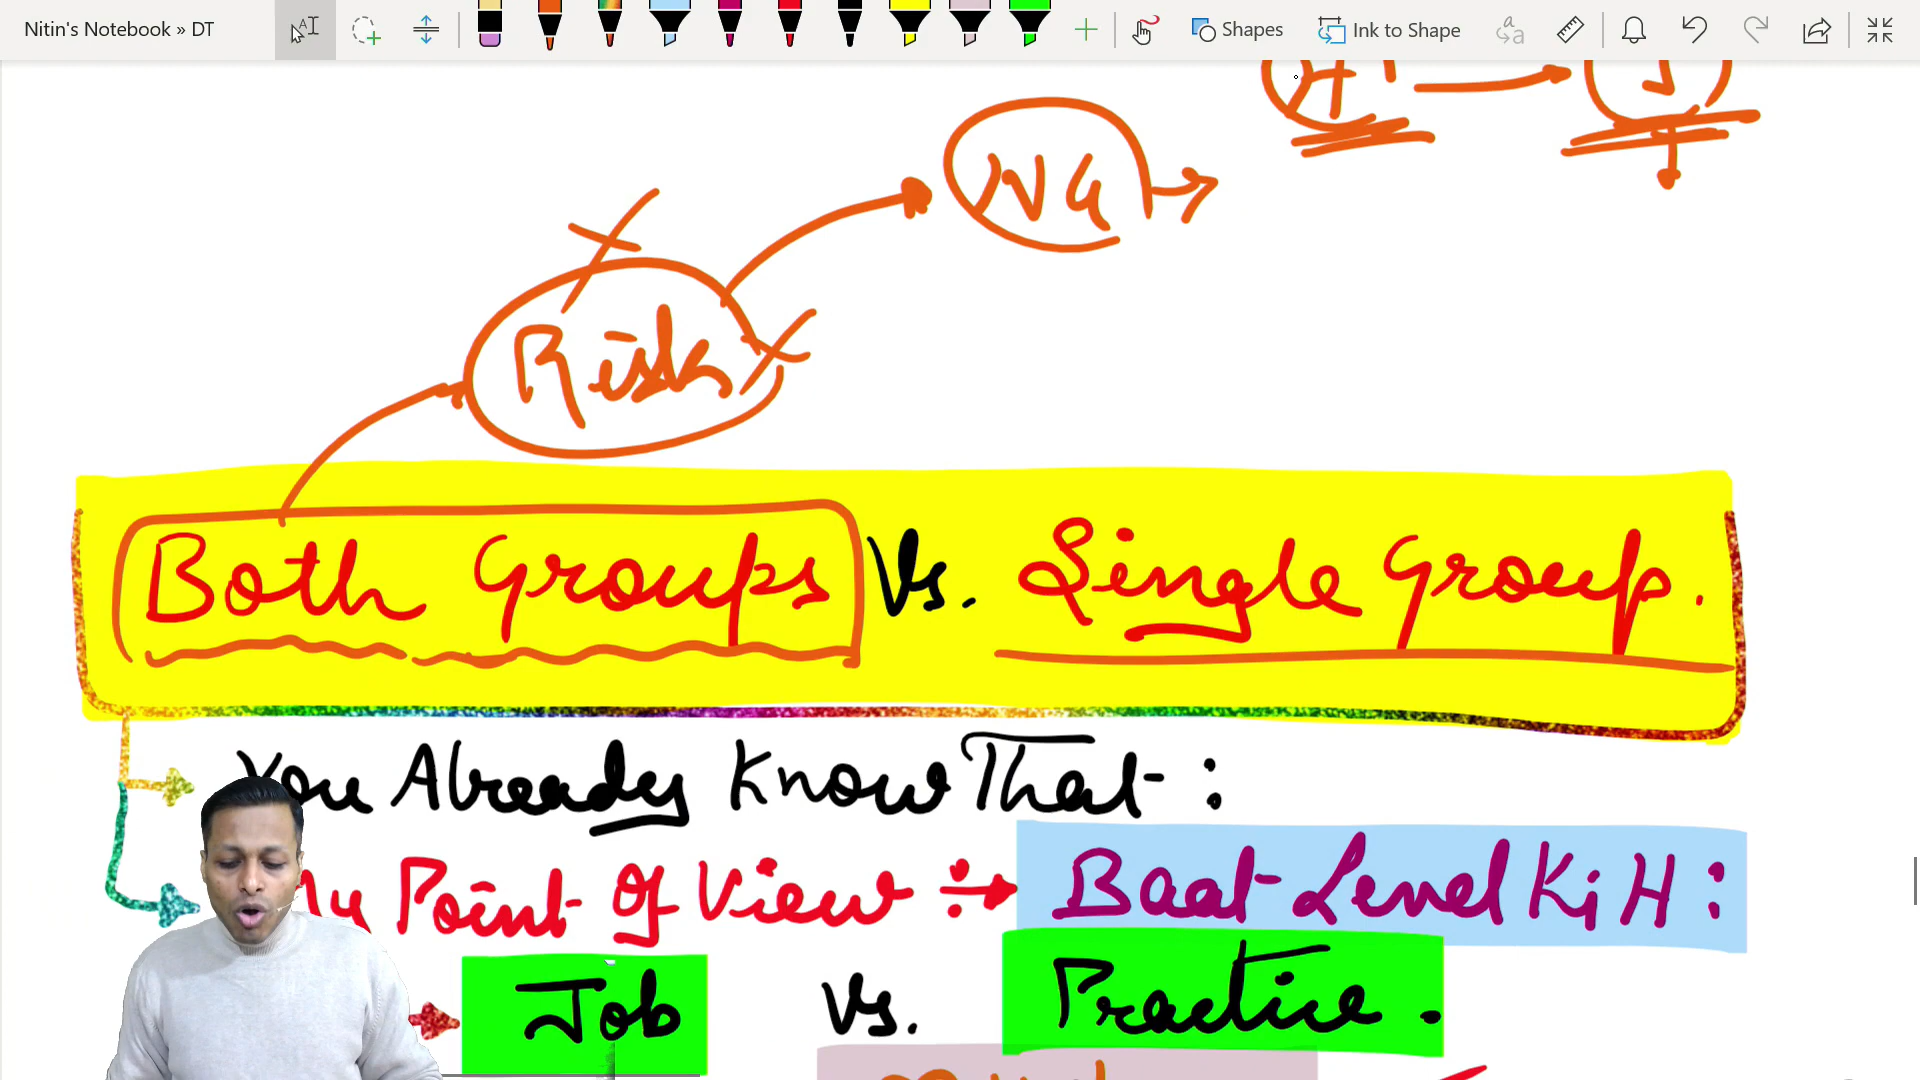 Nitin's Notebook » DT
Shapes
Ink to Shape
NG
Risk
Both Groups Vs. Single Group.
You Already Know That :
My Point Of View ÷→ Baat Level Ki H :
Job Vs. Practice.